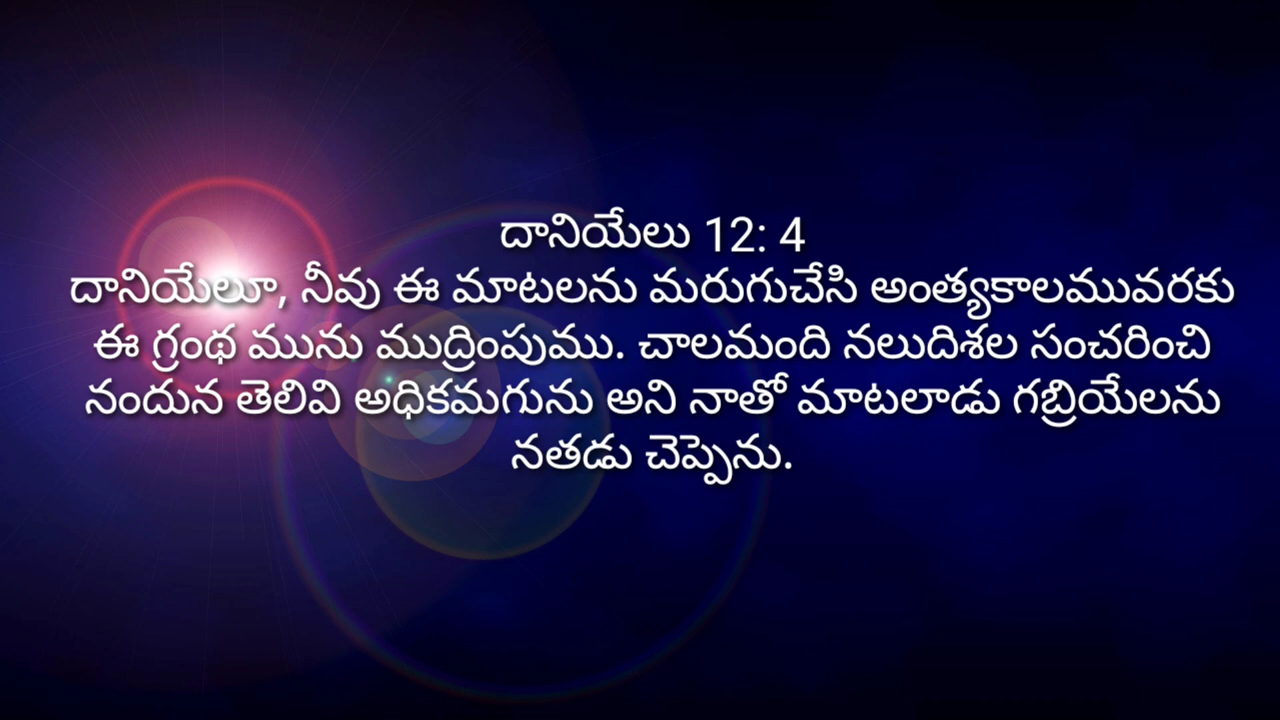 దానియేలు 12: 4
దానియేలూ, నీవు ఈ మాటలను మరుగుచేసి అంత్యకాలమువరకు
ఈ గ్రంథ మును ముద్రింపుము. చాలమంది నలుదిశల సంచరించి
నందున తెలివి అధికమగును అని నాతో మాటలాడు గబ్రియేలను
నతడు చెప్పెను.